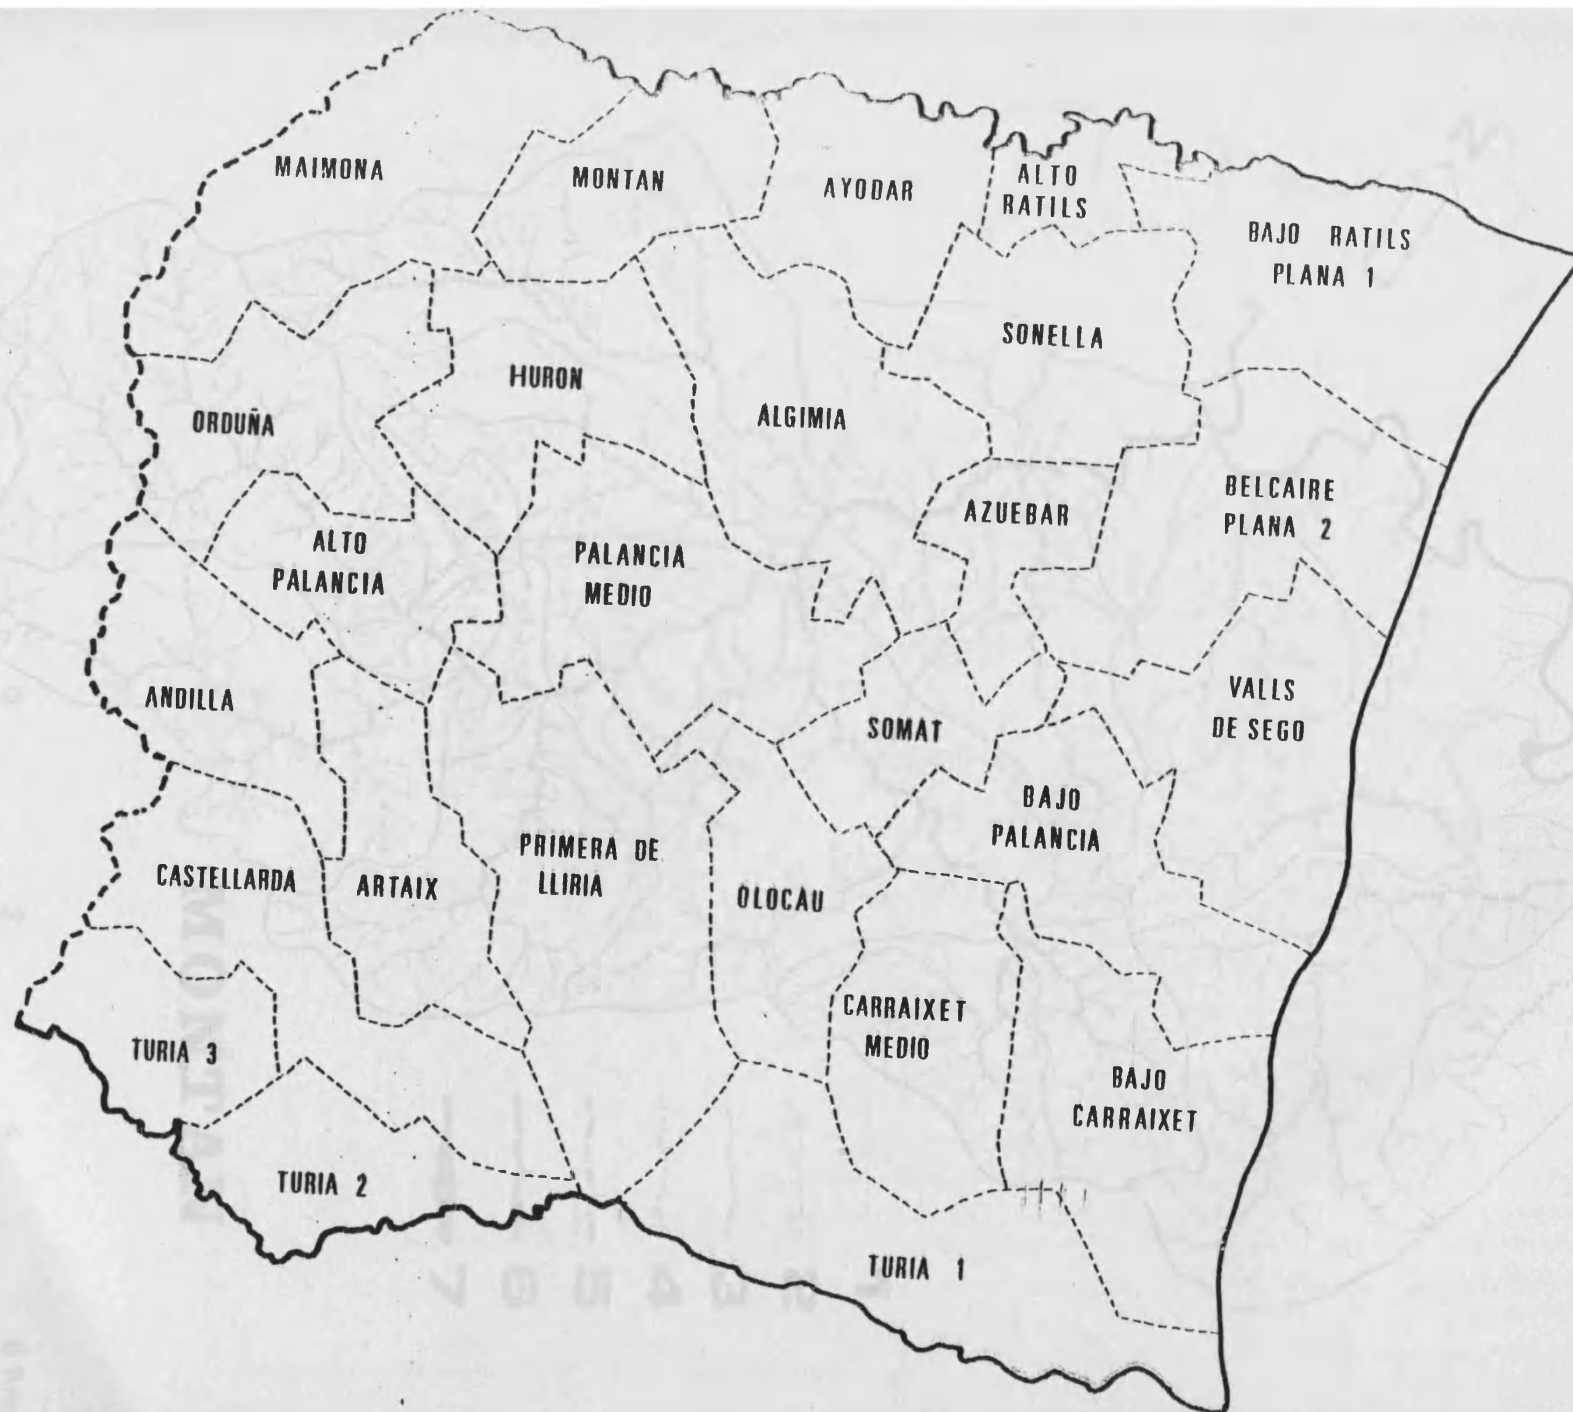 MAIMONA
MONTAN
AYODAR
ALTO
RATILS
BAJO RATILS
PLANA 1
SONELLA
HURON
ORDUÑA
ALGIMIA
BELCAIRE
PLANA 2
AZUEBAR
ALTO
PALANCIA
PALANCIA
MEDIO
ANDILLA
VALLS
DE SEGO
SOMAT
BAJO
PALANCIA
PRIMERA DE
LLIRIA
CASTELLARDA
ARTAIX
OLOCAU
CARRAIXET
MEDIO
TURIA 3
BAJO
CARRAIXET
TURIA 2
TURIA 1